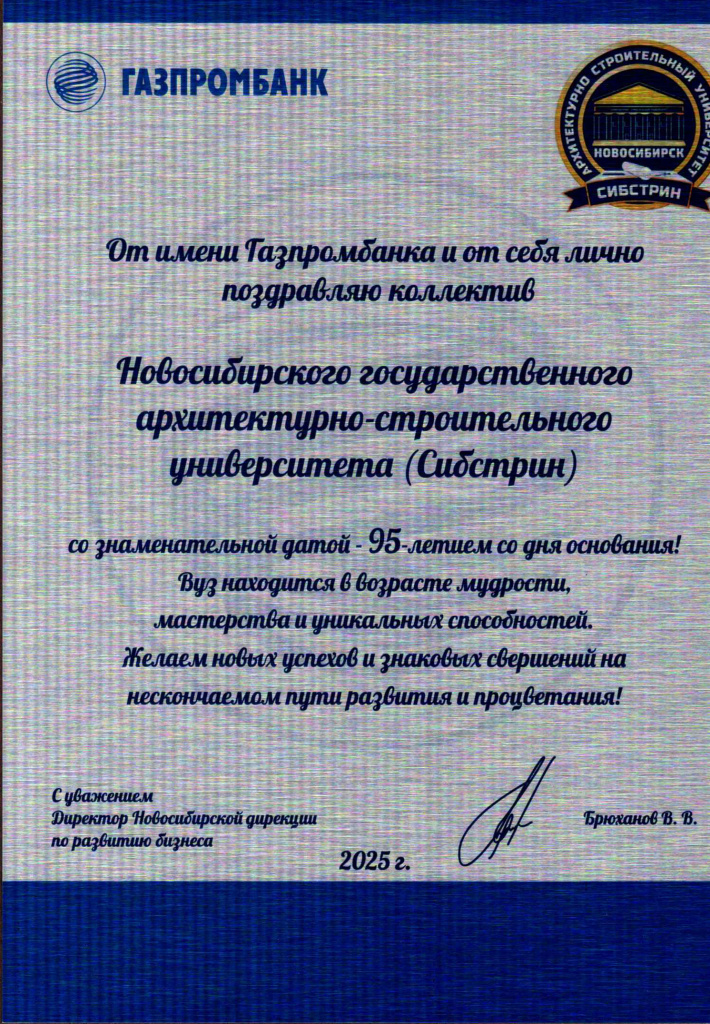 ГАЗПРОМБАНК
АРХИТЕКТУРНО СТРОИТЕЛЬНЫЙ УНИВЕРСИТЕТ
НОВОСИБИРСК
СИБСТРИН
От имени Газпромбанка и от себя лично
поздравляю коллектив
Новосибирского государственного
архитектурно-строительного
университета (Сибстрин)
со знаменательной датой - 95-летием со дня основания!
Вуз находится в возрасте мудрости,
мастерства и уникальных способностей.
Желаем новых успехов и знаковых свершений на
нескончаемом пути развития и процветания!
С уважением
Директор Новосибирской дирекции
по развитию бизнеса
Брюханов В. В.
2025 г.